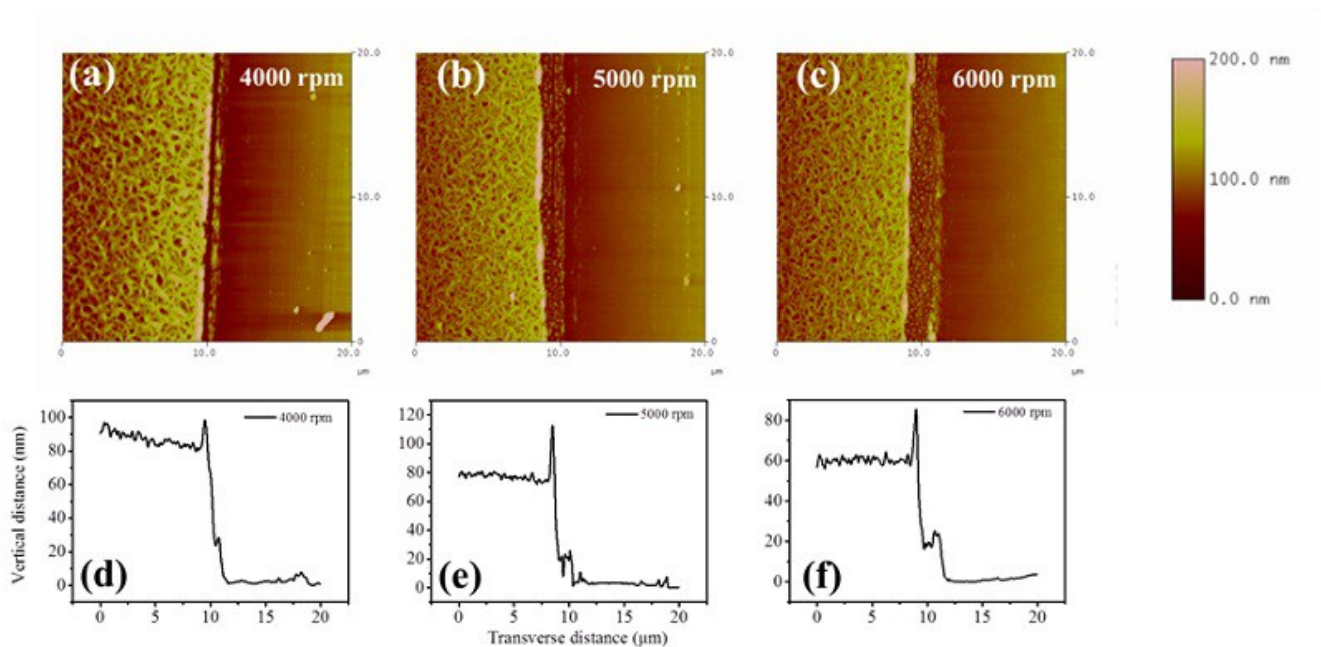 (a) 4000 rpm
20.0
10.0
0
0 10.0 20.0
µm
(b) 5000 rpm
20.0
10.0
0
0 10.0 20.0
µm
(c) 6000 rpm
20.0
10.0
0
0 10.0 20.0
µm
200.0 nm
100.0 nm
0.0 nm
Vertical distance (nm)
100
80
60
40
20
0
4000 rpm
(d)
0 5 10 15 20
120
100
80
60
40
20
0
5000 rpm
(e)
0 5 10 15 20
80
60
40
20
0
6000 rpm
(f)
0 5 10 15 20
Transverse distance (µm)